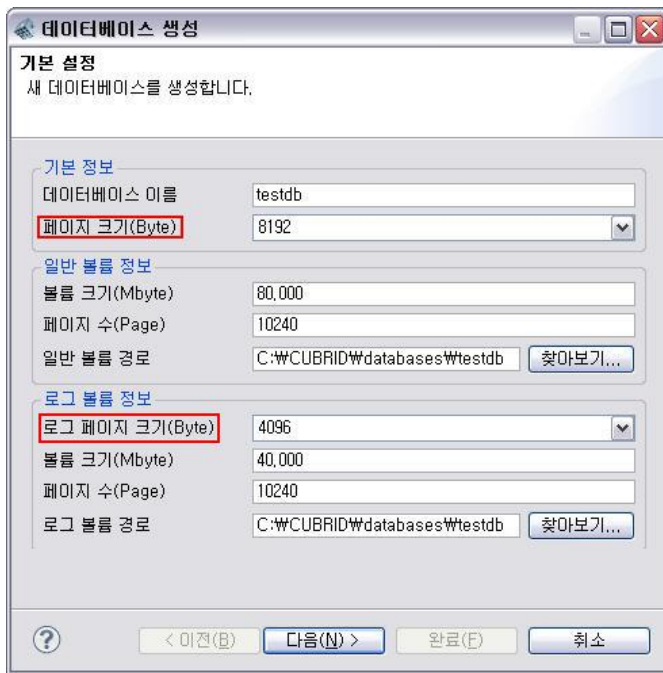 데이터베이스 생성
기본 설정
새 데이터베이스를 생성합니다.
기본 정보
데이터베이스 이름 testdb
페이지 크기(Byte) 8192
일반 볼륨 정보
볼륨 크기(Mbyte) 80,000
페이지 수(Page) 10240
일반 볼륨 경로 C:₩CUBRID₩databases₩testdb 찾아보기...
로그 볼륨 정보
로그 페이지 크기(Byte) 4096
볼륨 크기(Mbyte) 40,000
페이지 수(Page) 10240
로그 볼륨 경로 C:₩CUBRID₩databases₩testdb 찾아보기...
? < 이전(B) 다음(N) > 완료(F) 취소